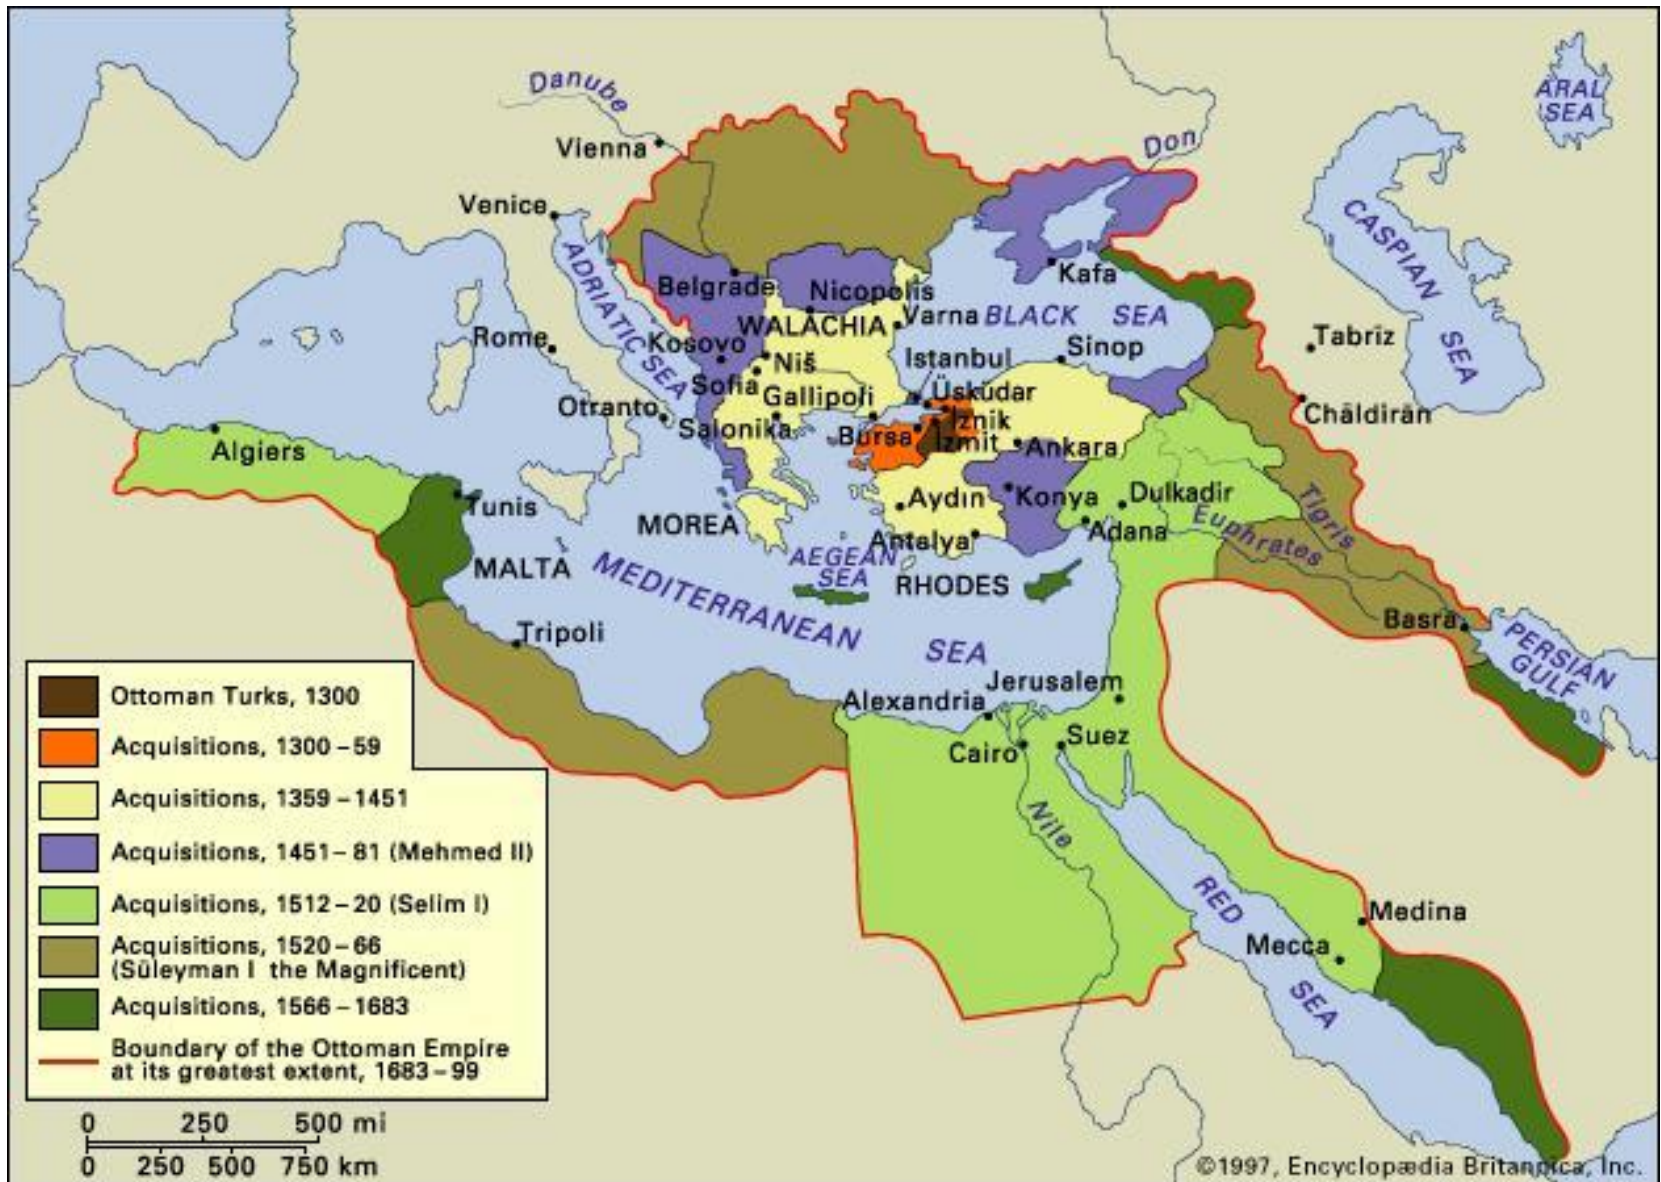 ARAL
SEA
Danube
Vienna
Don
Venice
CASPIAN
SEA
ADRIATIC SEA
Kafa
Belgrade
Nicopolis
WALACHIA
Varna
BLACK SEA
Rome
Kosovo
Niš
Istanbul
Sinop
Tabriz
Sofia
Gallipoli
Üsküdar
Otranto
Salonika
Bursa
İznik
İzmit
Ankara
Chāldirān
Algiers
Tunis
MOREA
Aydın
Konya
Dulkadir
Adana
Tigris
Euphrates
Antalya
MALTA
AEGEAN
SEA
RHODES
MEDITERRANEAN
SEA
Tripoli
Basra
PERSIAN
GULF
Jerusalem
Alexandria
Cairo
Suez
Nile
RED
SEA
Medina
Mecca
Ottoman Turks, 1300
Acquisitions, 1300–59
Acquisitions, 1359–1451
Acquisitions, 1451–81 (Mehmed II)
Acquisitions, 1512–20 (Selim I)
Acquisitions, 1520–66
(Süleyman I the Magnificent)
Acquisitions, 1566–1683
Boundary of the Ottoman Empire
at its greatest extent, 1683–99
0 250 500 mi
0 250 500 750 km
©1997, Encyclopædia Britannica, Inc.